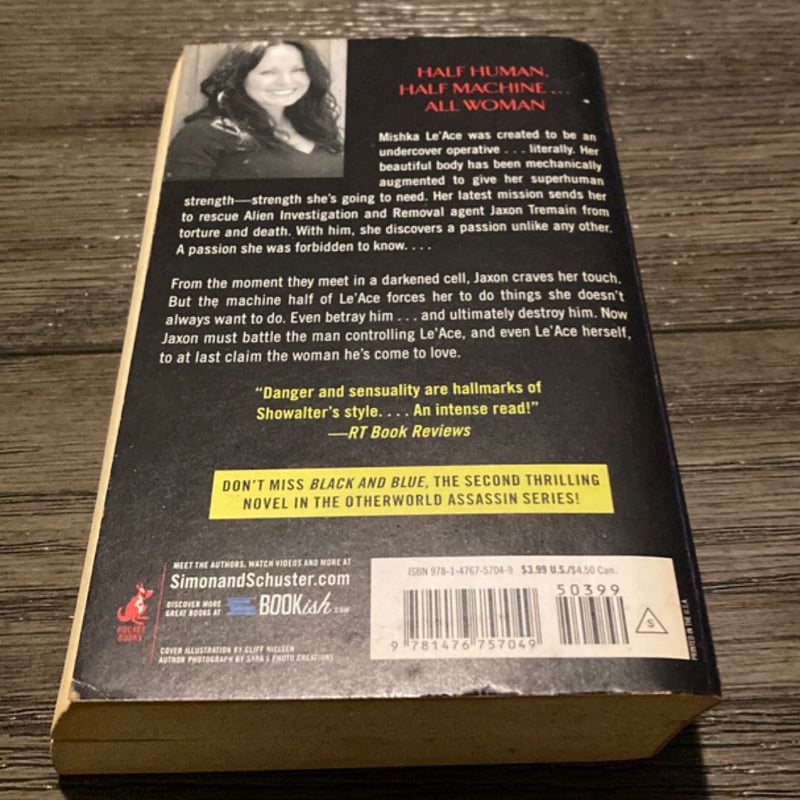 HALF HUMAN,
HALF MACHINE...
ALL WOMAN
Mishka Le'Ace was created to be an
undercover operative . . . literally. Her
beautiful body has been mechanically
augmented to give her superhuman
strength—strength she's going to need. Her latest mission sends her
to rescue Alien Investigation and Removal agent Jaxon Tremain from
torture and death. With him, she discovers a passion unlike any other.
A passion she was forbidden to know. . . .
From the moment they meet in a darkened cell, Jaxon craves her touch.
But the machine half of Le'Ace forces her to do things she doesn't
always want to do. Even betray him . . . and ultimately destroy him. Now
Jaxon must battle the man controlling Le'Ace, and even Le'Ace herself,
to at last claim the woman he's come to love.
"Danger and sensuality are hallmarks of
Showalter's style. . . . An intense read!"
—RT Book Reviews
DON'T MISS BLACK AND BLUE, THE SECOND THRILLING
NOVEL IN THE OTHERWORLD ASSASSIN SERIES!
MEET THE AUTHORS, WATCH VIDEOS AND MORE AT
SimonandSchuster.com
DISCOVER MORE
GREAT BOOKS AT
BOOKish.COM
POCKET
BOOKS
COVER ILLUSTRATION BY CLIFF NIELSEN
AUTHOR PHOTOGRAPH BY SARA'S PHOTO CREATIONS
ISBN 978-1-4767-5704-9 $3.99 U.S./$4.50 Can.
50399
9 781476 757049
S
PRINTED IN THE U.S.A.